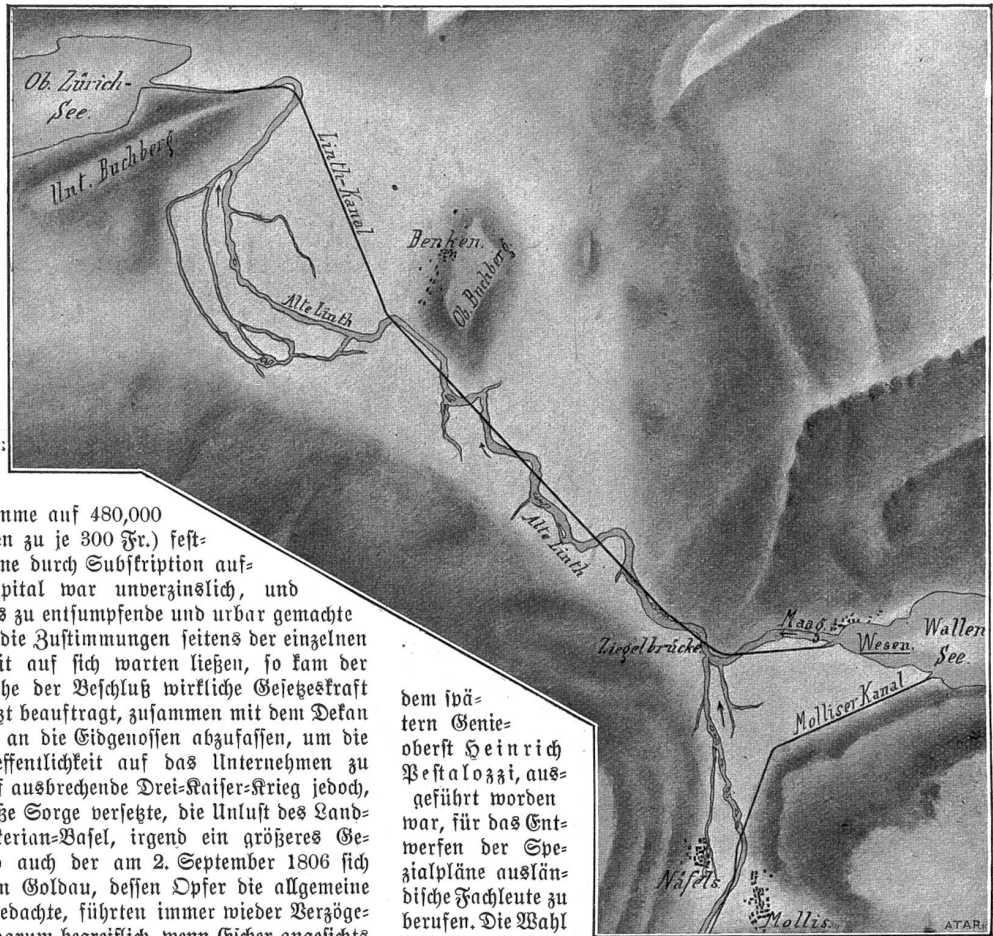 Ob. Zürich-
See.
Unt. Buchberg
Linth-Kanal
Benken.
Ob. Buchberg
Alte Linth
Alte Linth
Ziegelbrücke
Maag
Wesen.
Wallen
See.
Molliser Kanal
Näfels.
Mollis.
ATAR
mme auf 480,000
en zu je 300 Fr.) fest=
ne durch Subskription auf=
pital war unverzinslich, und
s zu entsumpfende und urbar gemachte
die Zustimmungen seitens der einzelnen
it auf sich warten ließen, so kam der
he der Beschluß wirkliche Gesetzeskraft
zt beauftragt, zusammen mit dem Dekan
an die Eidgenossen abzufassen, um die
effentlichkeit auf das Unternehmen zu
f ausbrechende Drei=Kaiser=Krieg jedoch,
ße Sorge versetzte, die Unlust des Land=
erian=Basel, irgend ein größeres Ge=
auch der am 2. September 1806 sich
n Goldau, dessen Opfer die allgemeine
edachte, führten immer wieder Verzöge=
arum begreiflich, wenn Escher angesichts
dem spä=
tern Genie=
oberst Heinrich
Pestalozzi, aus=
geführt worden
war, für das Ent=
werfen der Spe=
zialpläne auslän=
dische Fachleute zu
berufen. Die Wahl